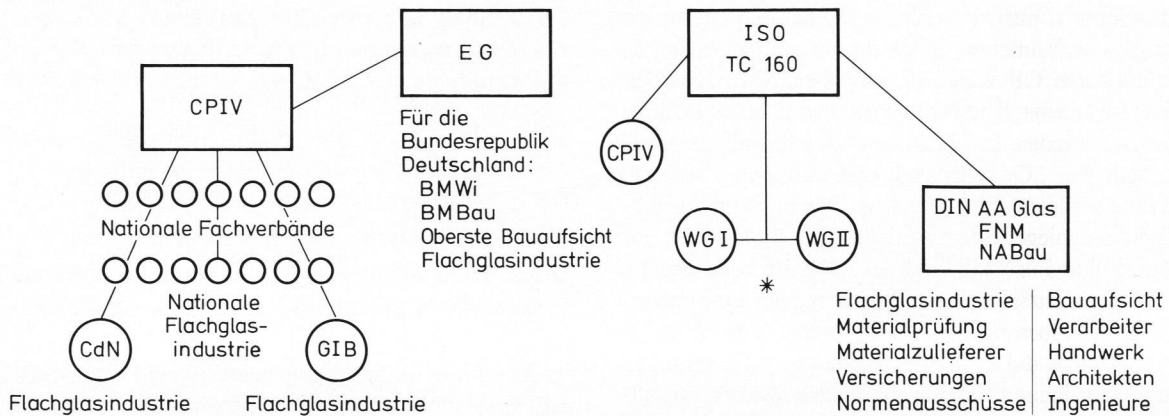 CPIV
EG
Für die
Bundesrepublik
Deutschland:
BMWi
BMBau
Oberste Bauaufsicht
Flachglasindustrie
Nationale Fachverbände
Nationale
Flachglas-
industrie
CdN
GIB
Flachglasindustrie
Flachglasindustrie
ISO
TC 160
CPIV
WG I
WG II
*
DIN AA Glas
FNM
NABau
Flachglasindustrie
Materialprüfung
Materialzulieferer
Versicherungen
Normenausschüsse
Bauaufsicht
Verarbeiter
Handwerk
Architekten
Ingenieure